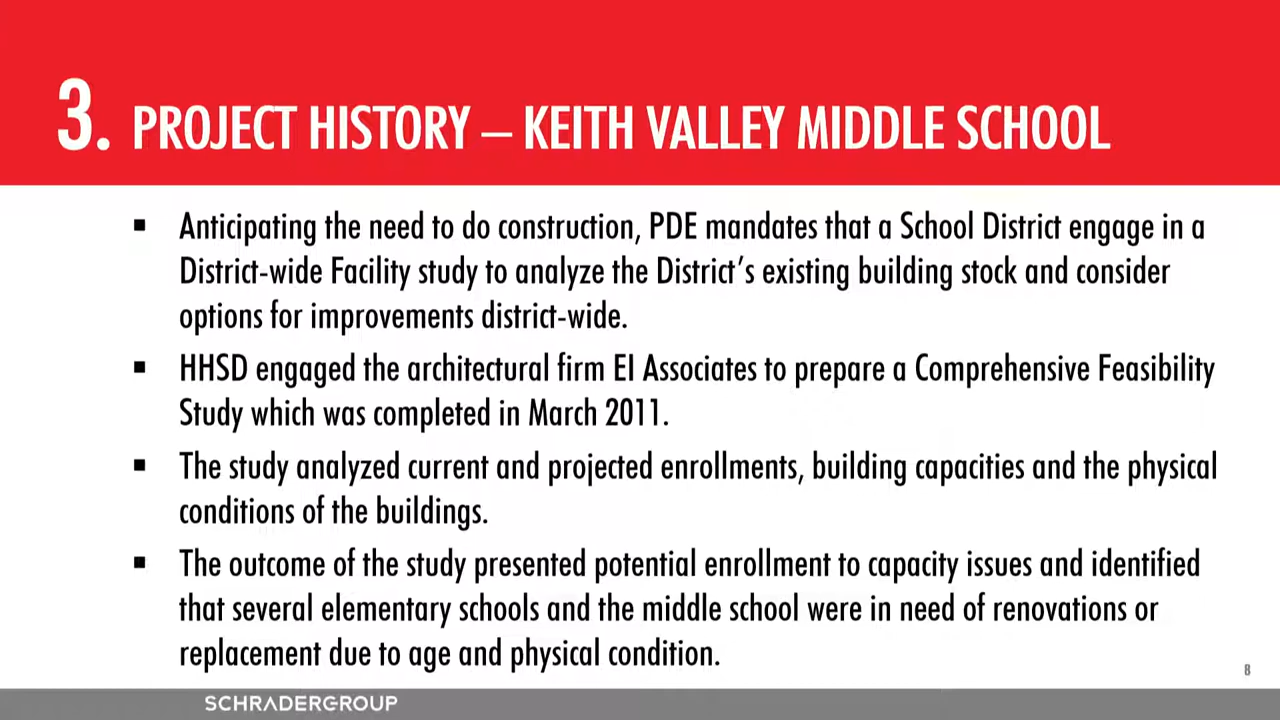 3. PROJECT HISTORY – KEITH VALLEY MIDDLE SCHOOL
▪ Anticipating the need to do construction, PDE mandates that a School District engage in a
District-wide Facility study to analyze the District’s existing building stock and consider
options for improvements district-wide.
▪ HHSD engaged the architectural firm EI Associates to prepare a Comprehensive Feasibility
Study which was completed in March 2011.
▪ The study analyzed current and projected enrollments, building capacities and the physical
conditions of the buildings.
▪ The outcome of the study presented potential enrollment to capacity issues and identified
that several elementary schools and the middle school were in need of renovations or
replacement due to age and physical condition.
8
SCHRADERGROUP